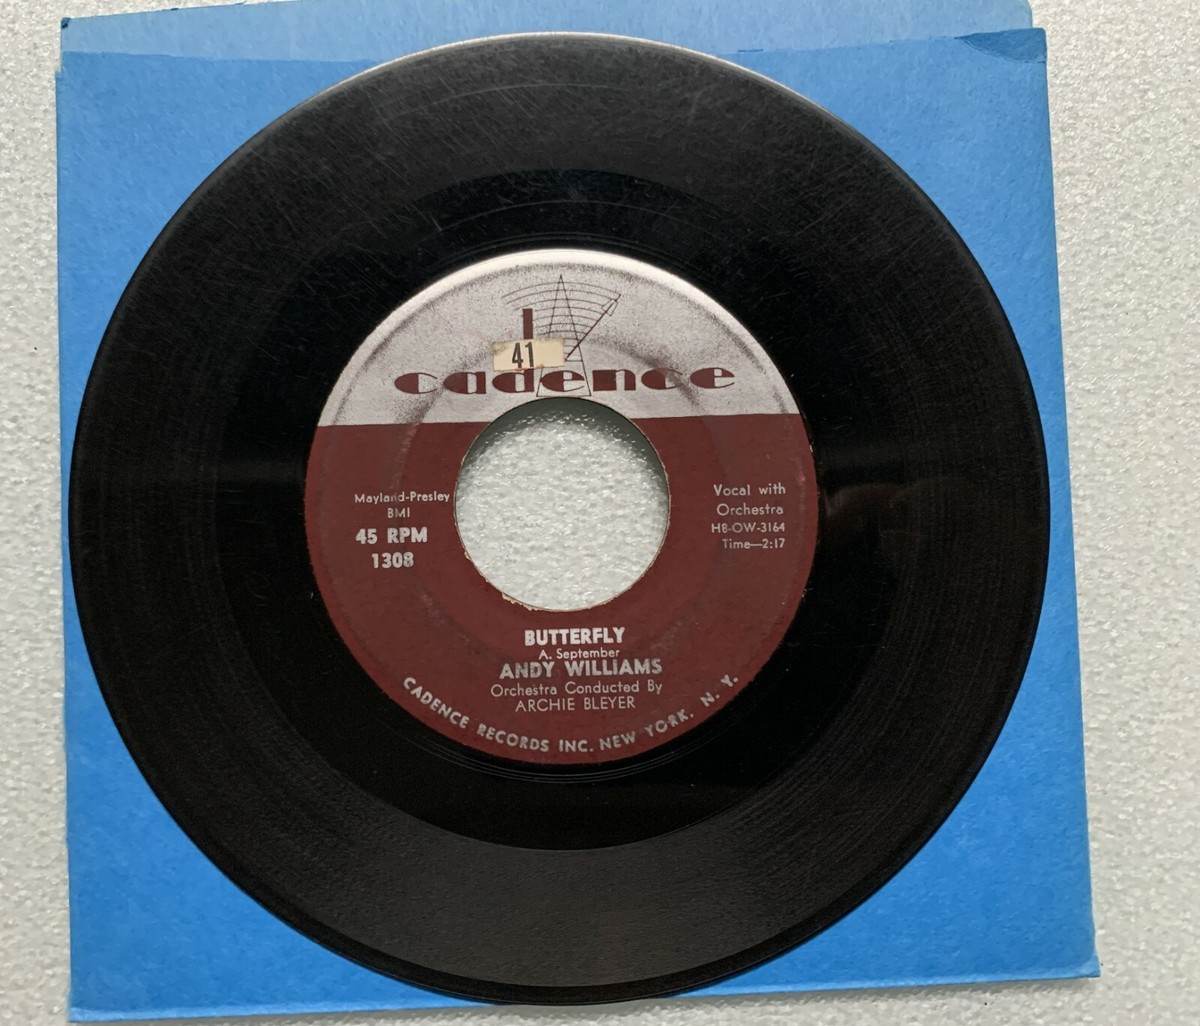 41
cadence
Mayland-Presley
BMI
45 RPM
1308
Vocal with
Orchestra
HB-OW-3164
Time—2:17
BUTTERFLY
A. September
ANDY WILLIAMS
Orchestra Conducted By
ARCHIE BLEYER
CADENCE RECORDS INC. NEW YORK, N. Y.